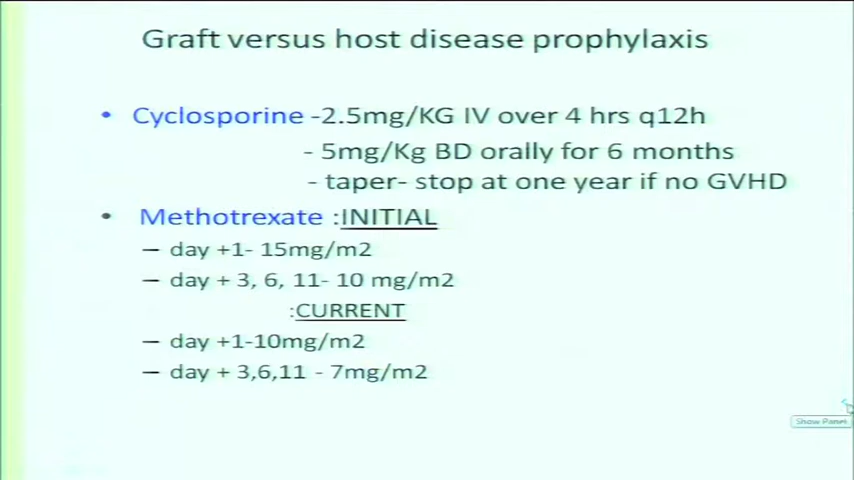 Graft versus host disease prophylaxis
• Cyclosporine -2.5mg/KG IV over 4 hrs q12h
- 5mg/Kg BD orally for 6 months
- taper- stop at one year if no GVHD
• Methotrexate :INITIAL
– day +1- 15mg/m2
– day + 3, 6, 11- 10 mg/m2
:CURRENT
– day +1-10mg/m2
– day + 3,6,11 - 7mg/m2
Show Panel